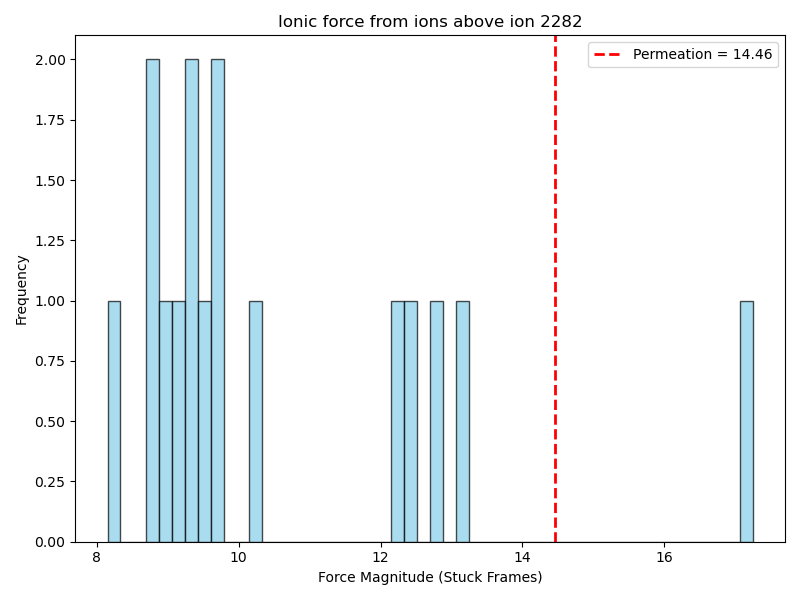 Ionic force from ions above ion 2282
Permeation = 14.46
2.00
1.75
1.50
1.25
1.00
0.75
0.50
0.25
0.00
Frequency
8 10 12 14 16
Force Magnitude (Stuck Frames)